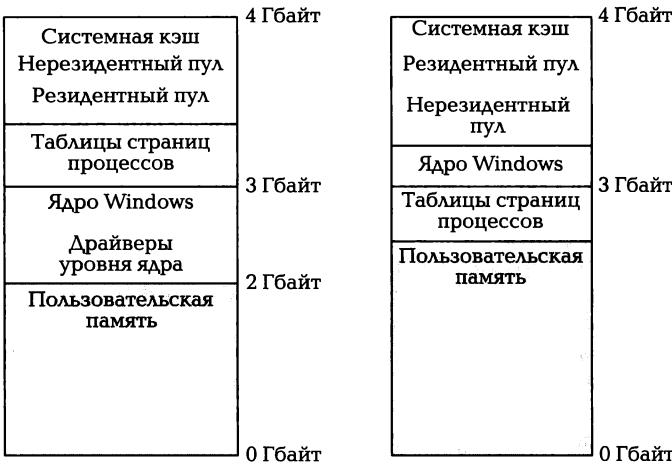 4 Гбайт
Системная кэш
Нерезидентный пул
Резидентный пул
Таблицы страниц
процессов
3 Гбайт
Ядро Windows
Драйверы
уровня ядра
2 Гбайт
Пользовательская
память
0 Гбайт
4 Гбайт
Системная кэш
Резидентный пул
Нерезидентный
пул
Ядро Windows
3 Гбайт
Таблицы страниц
процессов
Пользовательская
память
0 Гбайт